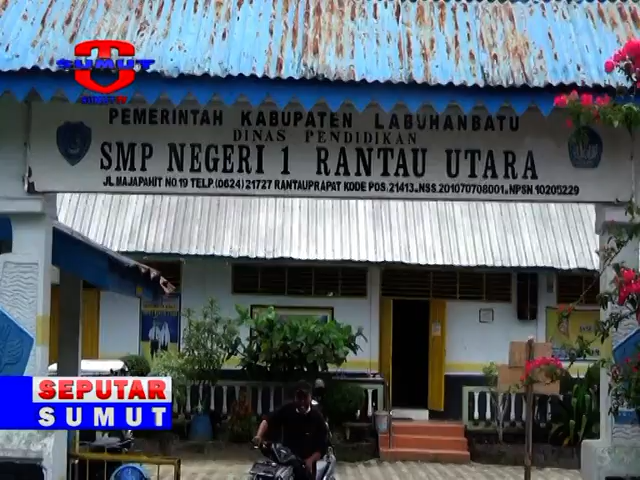 SUMUT
PEMERINTAH KABUPATEN LABUHANBATU
DINAS PENDIDIKAN
SMP NEGERI 1 RANTAU UTARA
JL.MAJAPAHIT NO 19 TELP.(0624) 21727 RANTAUPRAPAT KODE POS.21413.NSS.201070708001.NPSN 10205229
SEPUTAR
SUMUT